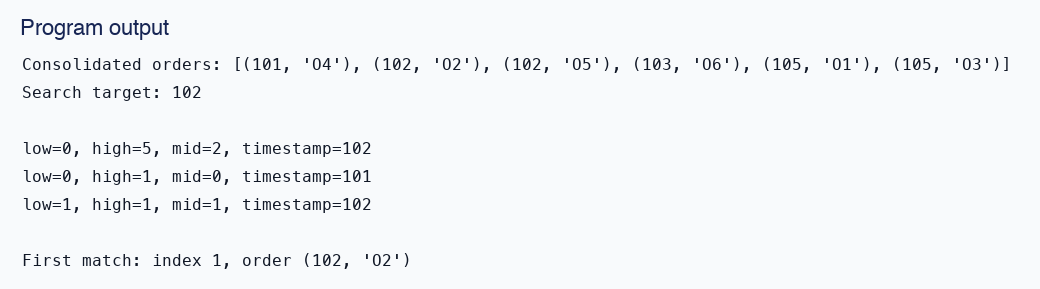 Program output
Consolidated orders: [(101, 'O4'), (102, 'O2'), (102, 'O5'), (103, 'O6'), (105, 'O1'), (105, 'O3')]
Search target: 102
low=0, high=5, mid=2, timestamp=102
low=0, high=1, mid=0, timestamp=101
low=1, high=1, mid=1, timestamp=102
First match: index 1, order (102, 'O2')